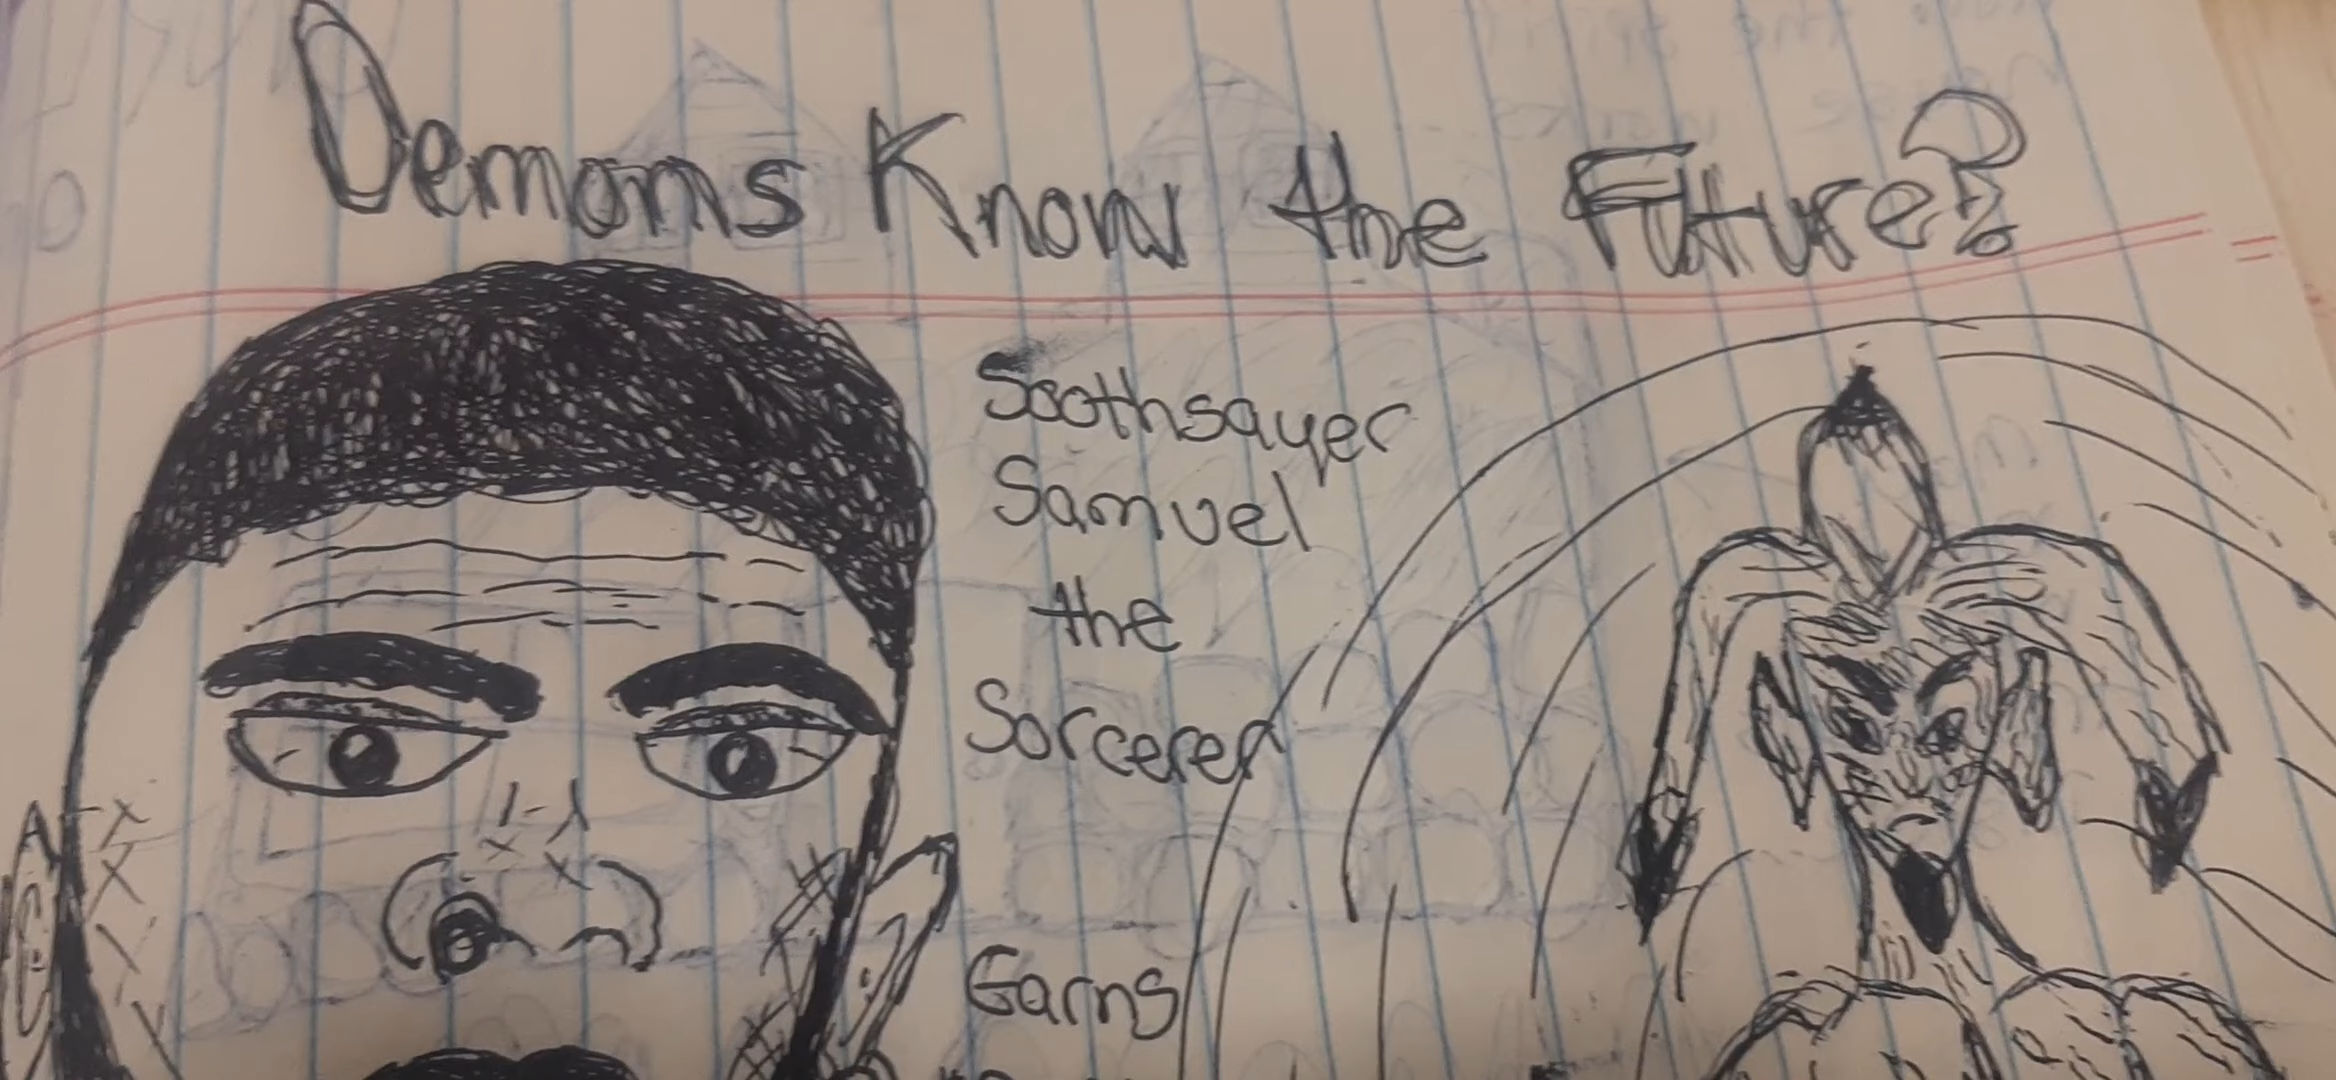 Demons Know the Future?
Soothsayer
Samuel
the
Sorcerer
Garns